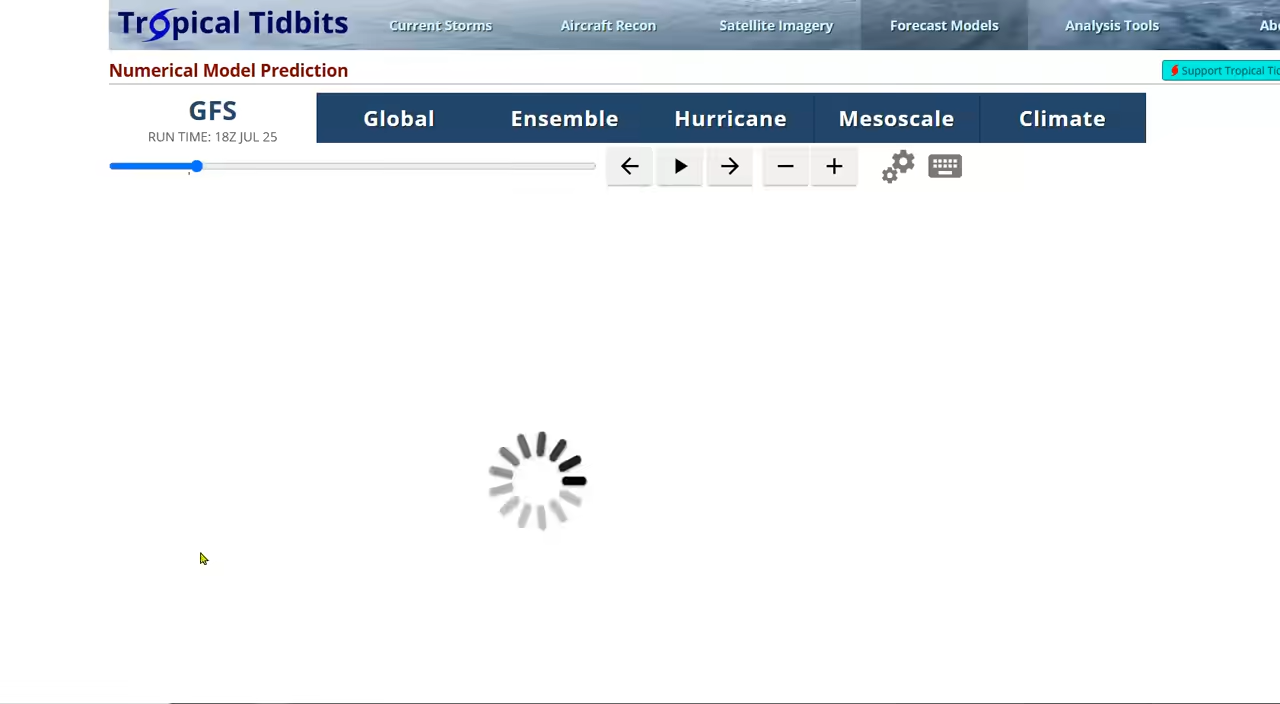 Tropical Tidbits
Current Storms Aircraft Recon Satellite Imagery Forecast Models Analysis Tools
Numerical Model Prediction
Support Tropical
GFS
RUN TIME: 18Z JUL 25
Global Ensemble Hurricane Mesoscale Climate